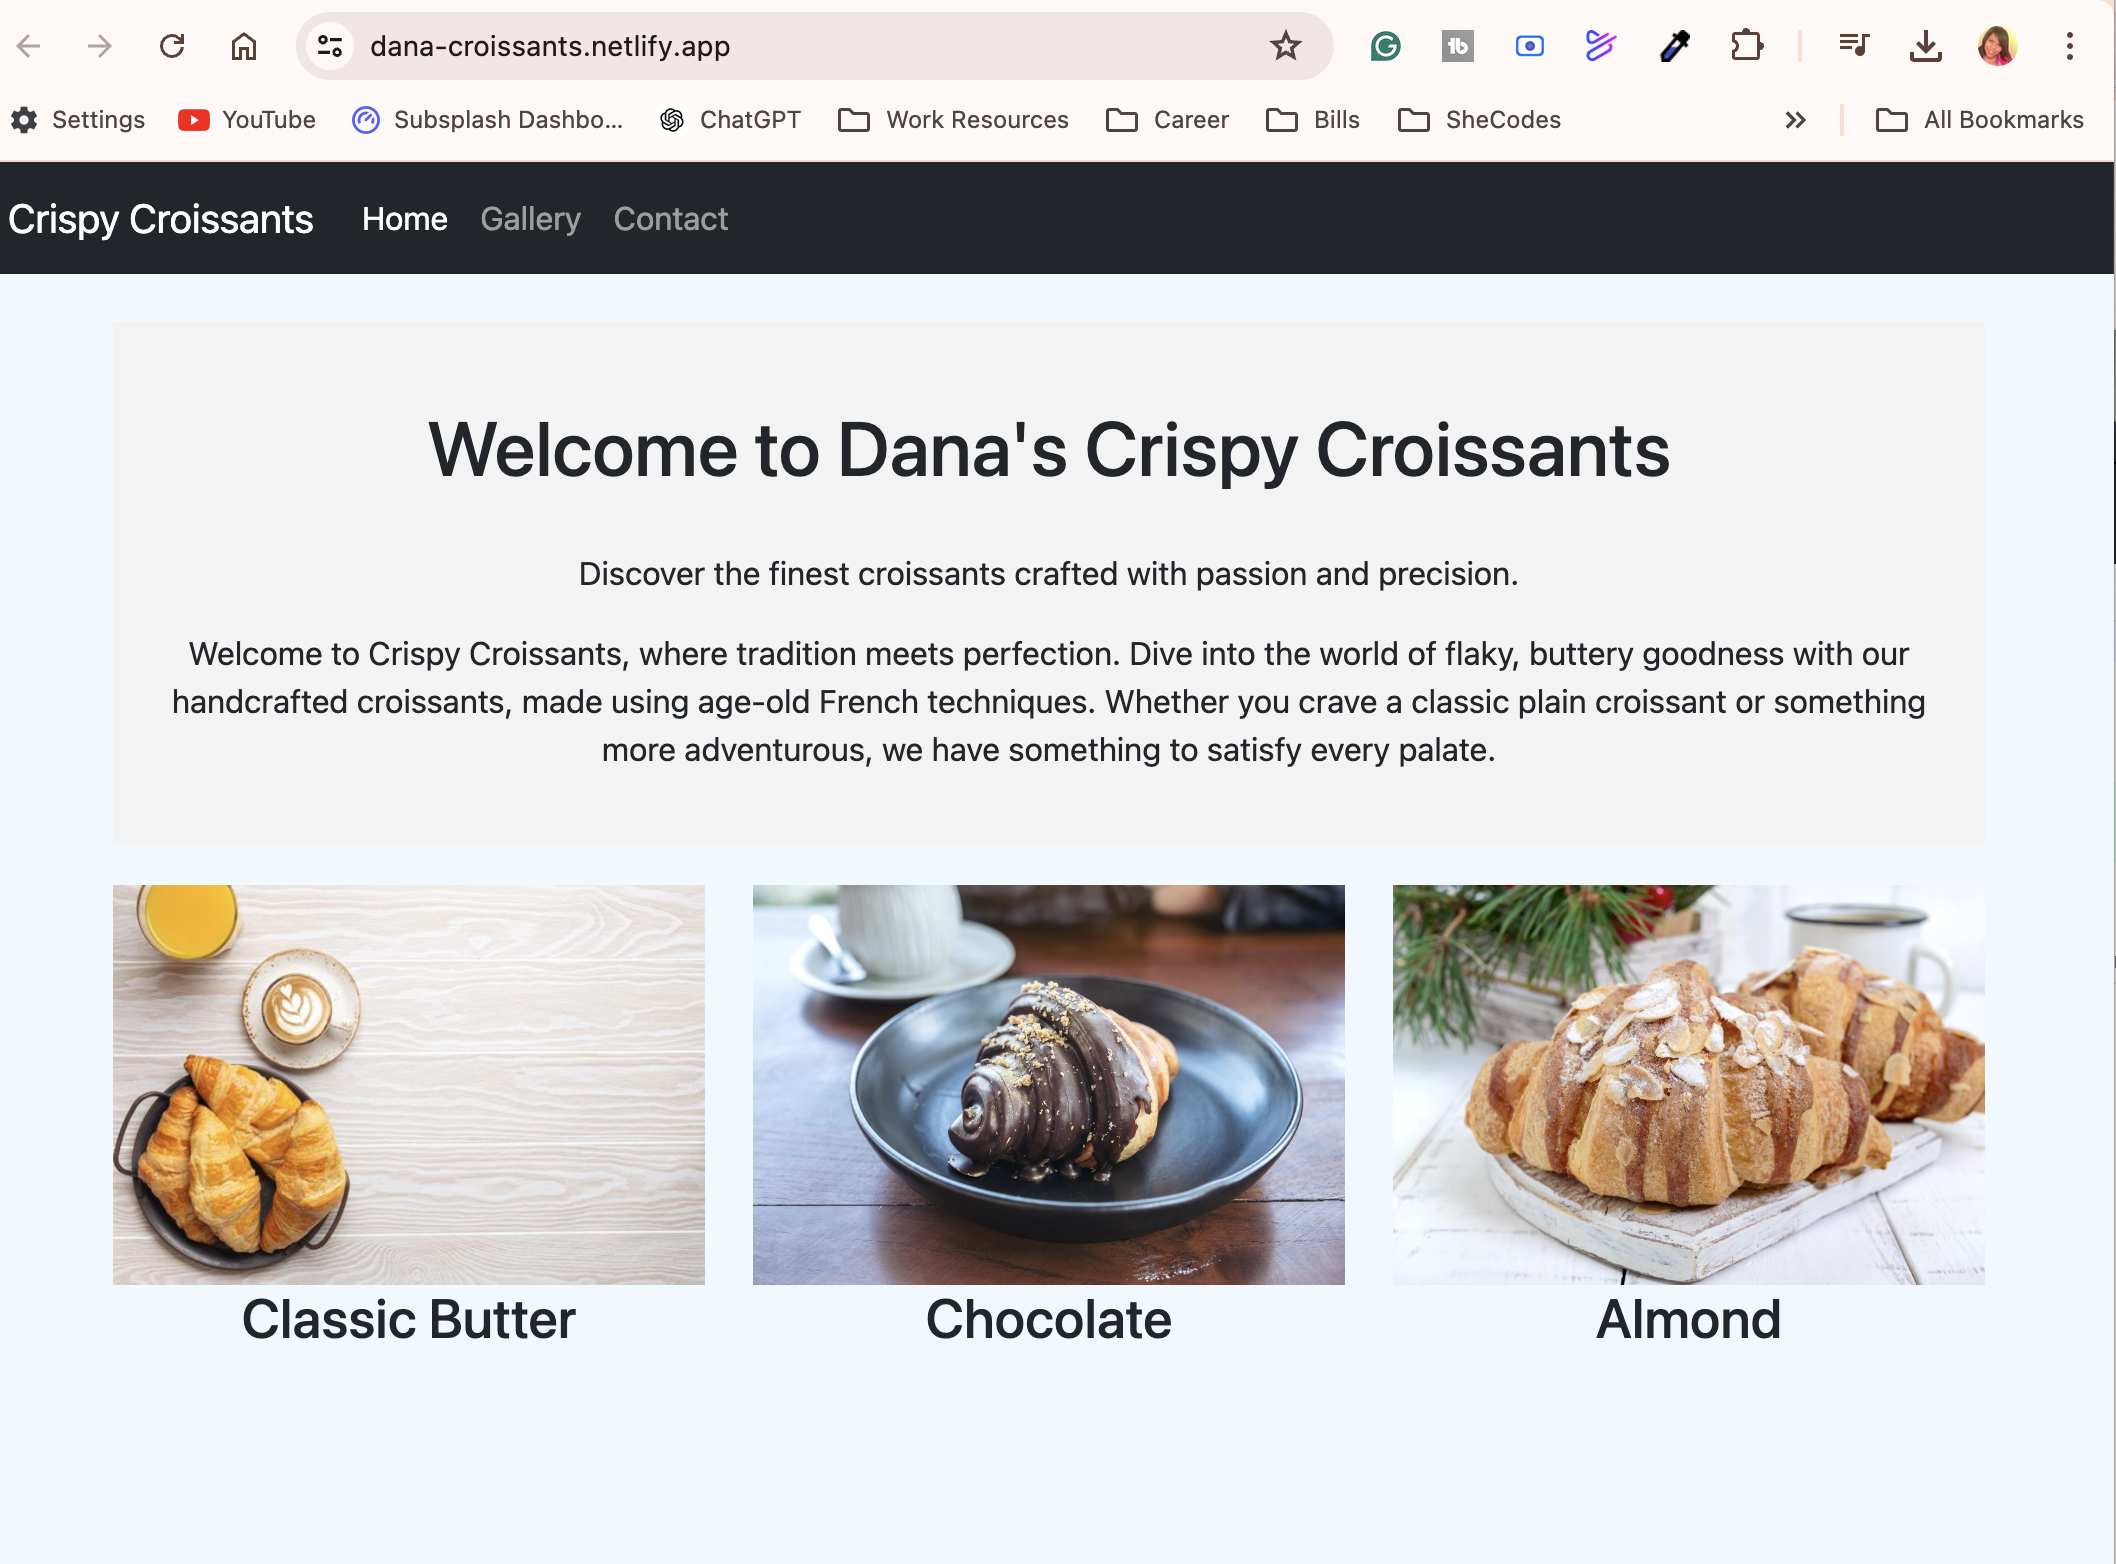 dana-croissants.netlify.app
Settings YouTube Subsplash Dashbo... ChatGPT Work Resources Career Bills SheCodes » All Bookmarks
Crispy Croissants Home Gallery Contact
Welcome to Dana's Crispy Croissants
Discover the finest croissants crafted with passion and precision.
Welcome to Crispy Croissants, where tradition meets perfection. Dive into the world of flaky, buttery goodness with our
handcrafted croissants, made using age-old French techniques. Whether you crave a classic plain croissant or something
more adventurous, we have something to satisfy every palate.
Classic Butter Chocolate Almond